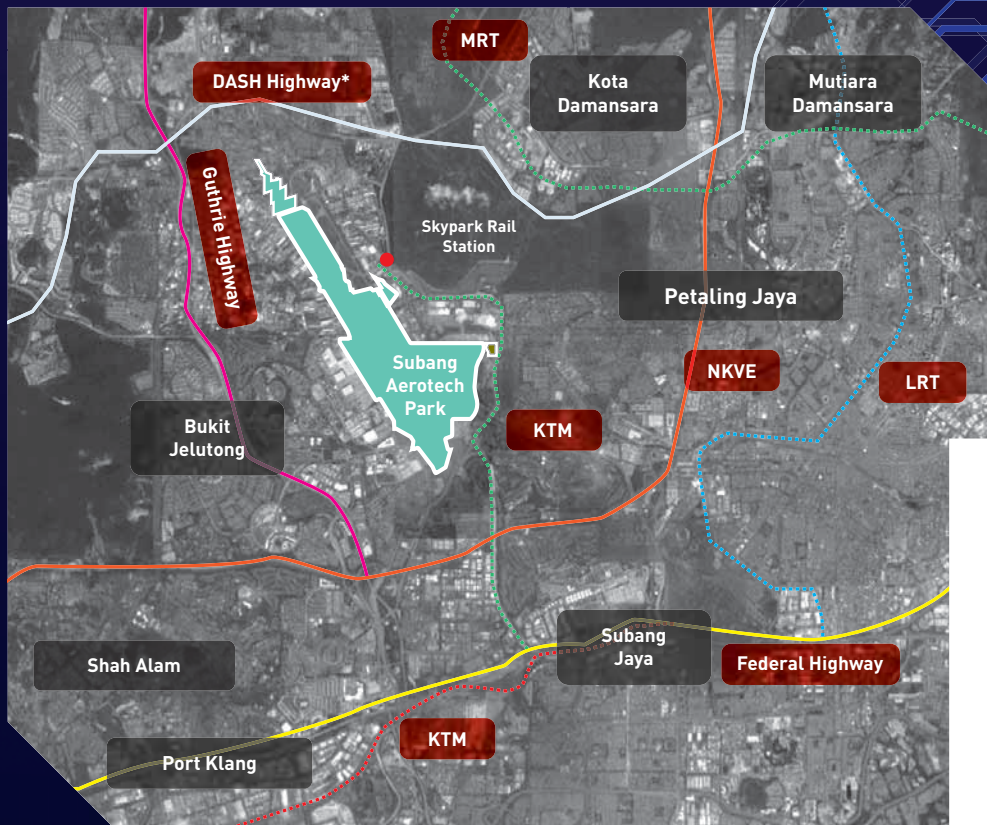 MRT
DASH Highway*
Kota
Damansara
Mutiara
Damansara
Guthrie Highway
Skypark Rail
Station
Petaling Jaya
Subang
Aerotech
Park
NKVE
LRT
Bukit
Jelutong
KTM
Shah Alam
Subang
Jaya
Federal Highway
KTM
Port Klang